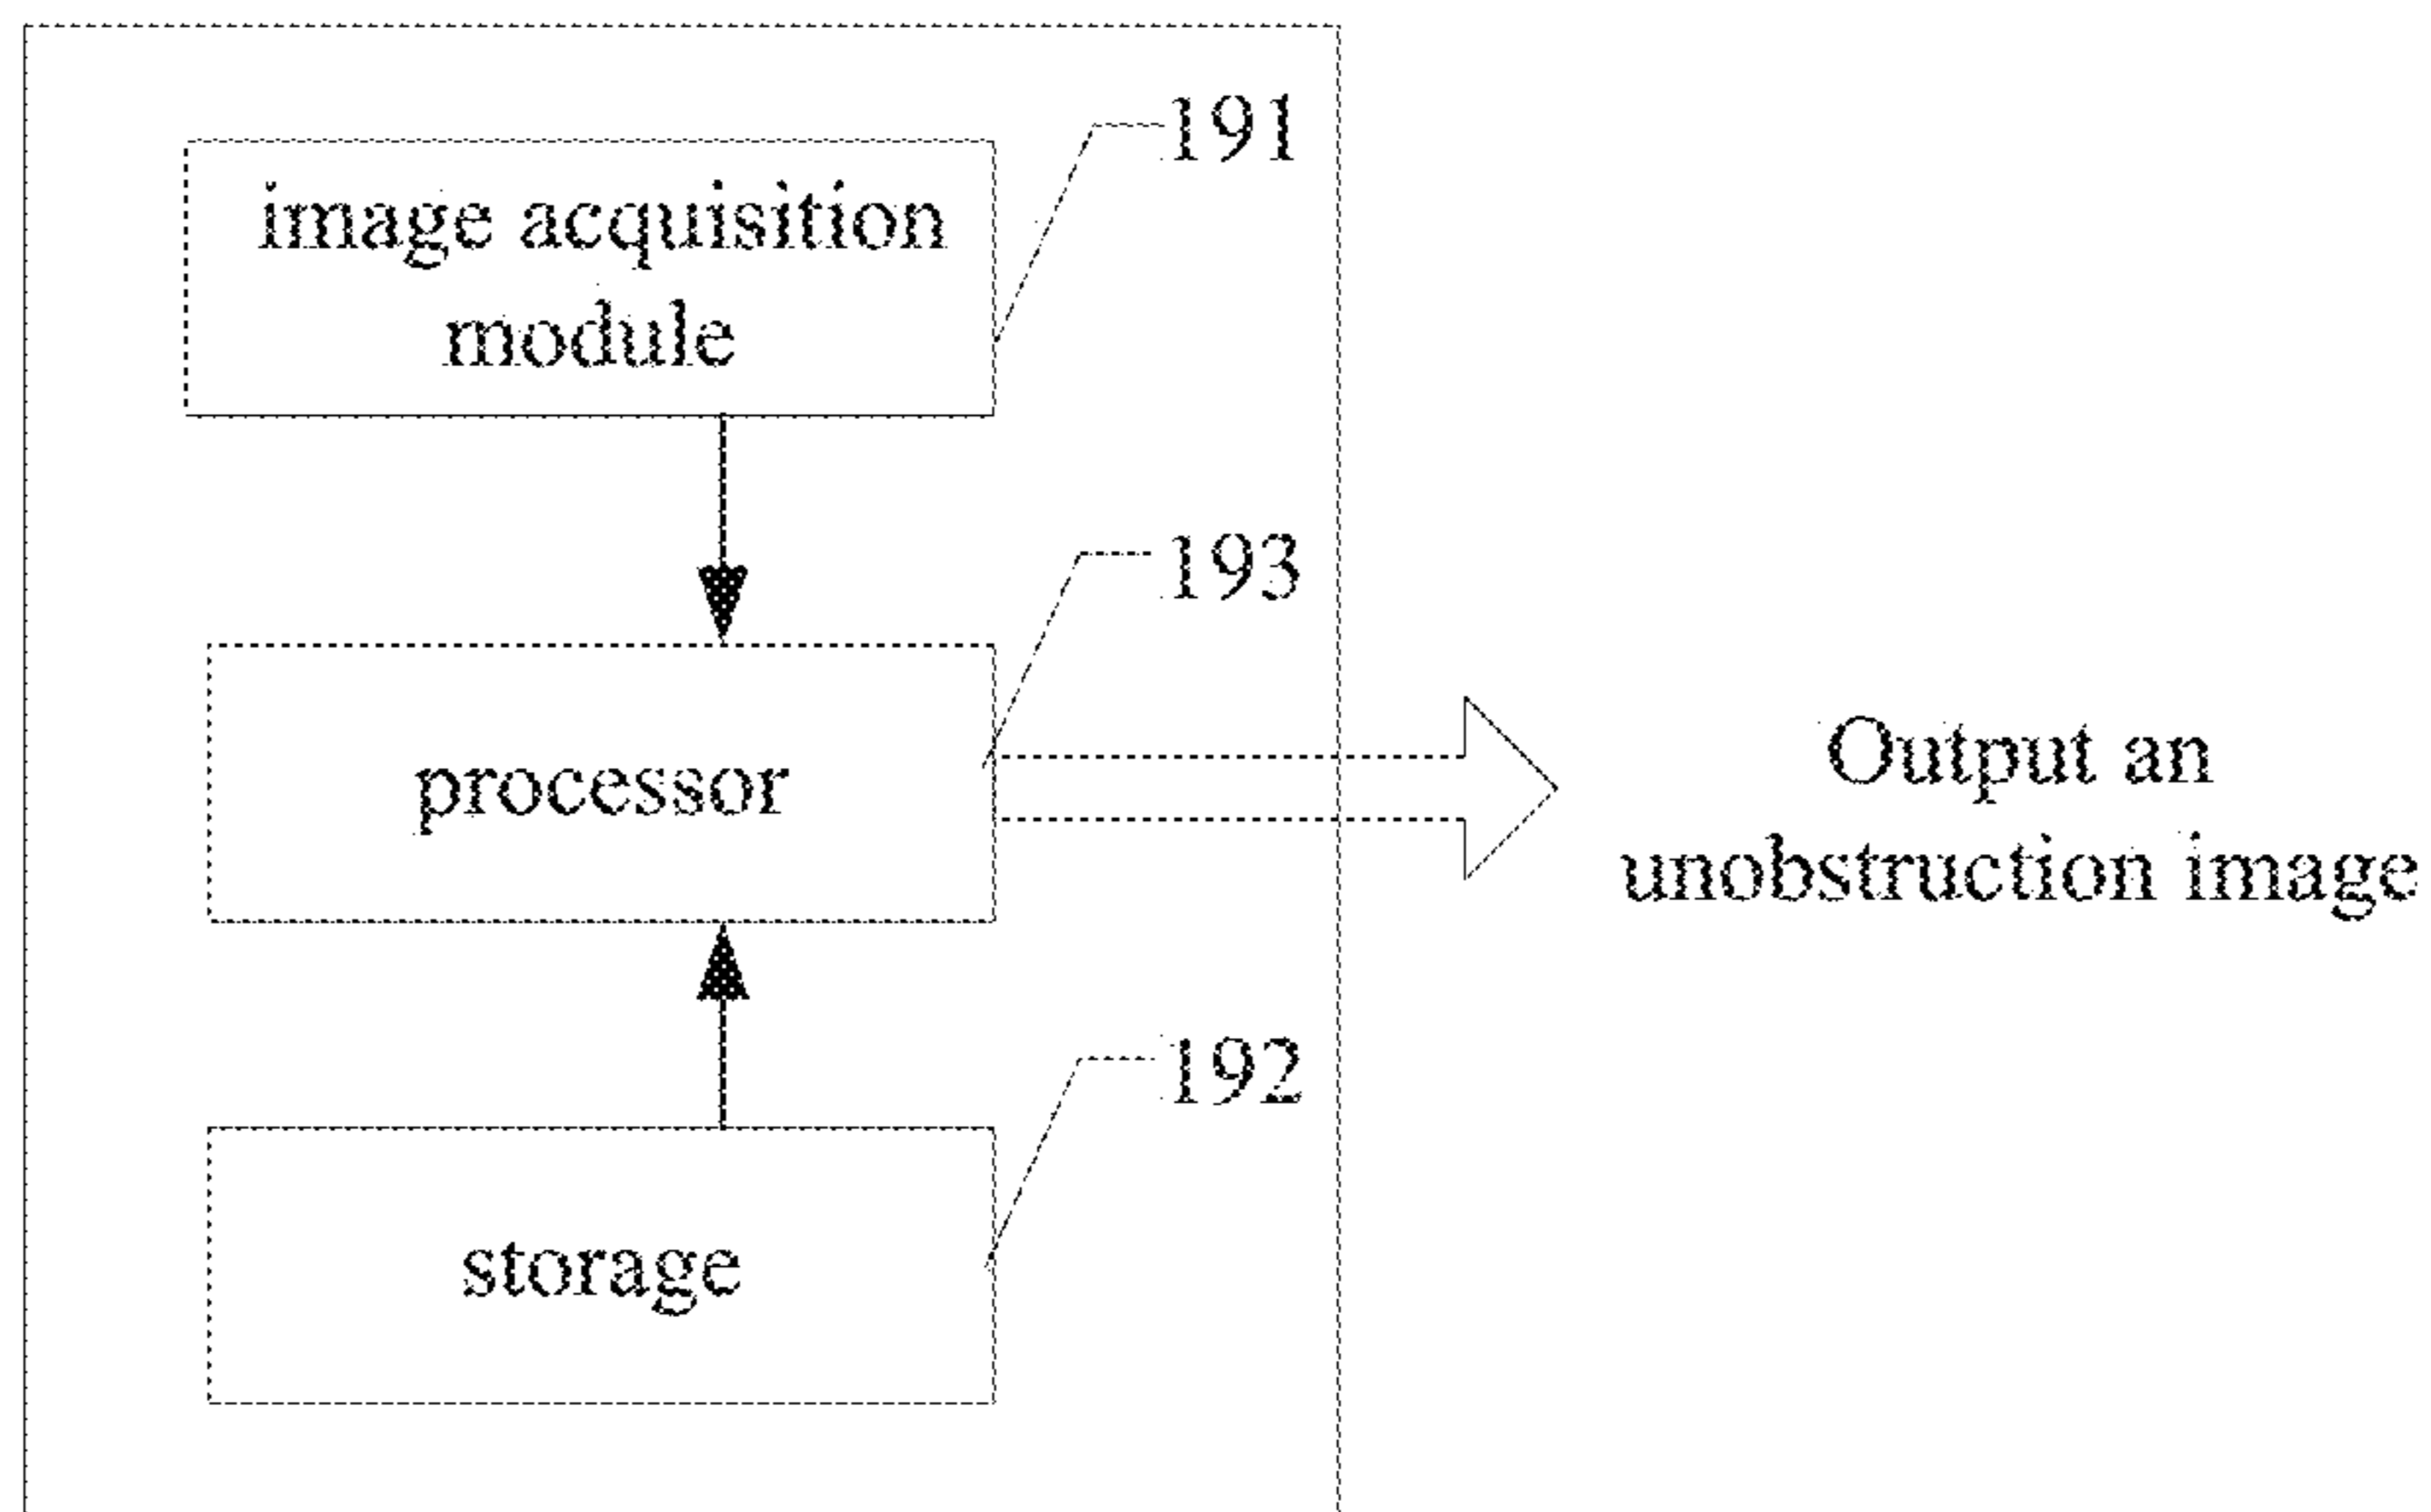 191
image acquisition
module
193
processor
Output an
unobstruction image
192
storage